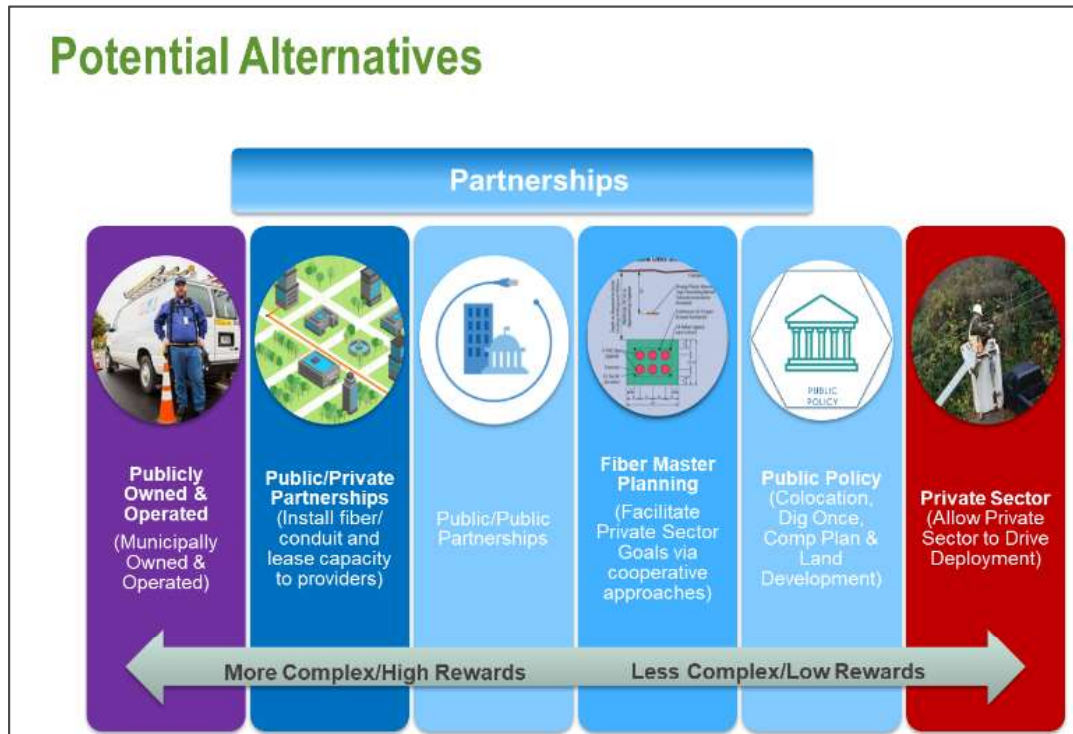 Potential Alternatives
Partnerships
Publicly
Owned &
Operated
(Municipally
Owned &
Operated)
Public/Private
Partnerships
(Install fiber/
conduit and
lease capacity
to providers)
Public/Public
Partnerships
Fiber Master
Planning
(Facilitate
Private Sector
Goals via
cooperative
approaches)
PUBLIC
POLICY
Public Policy
(Colocation,
Dig Once,
Comp Plan &
Land
Development)
Private Sector
(Allow Private
Sector to Drive
Deployment)
More Complex/High Rewards
Less Complex/Low Rewards